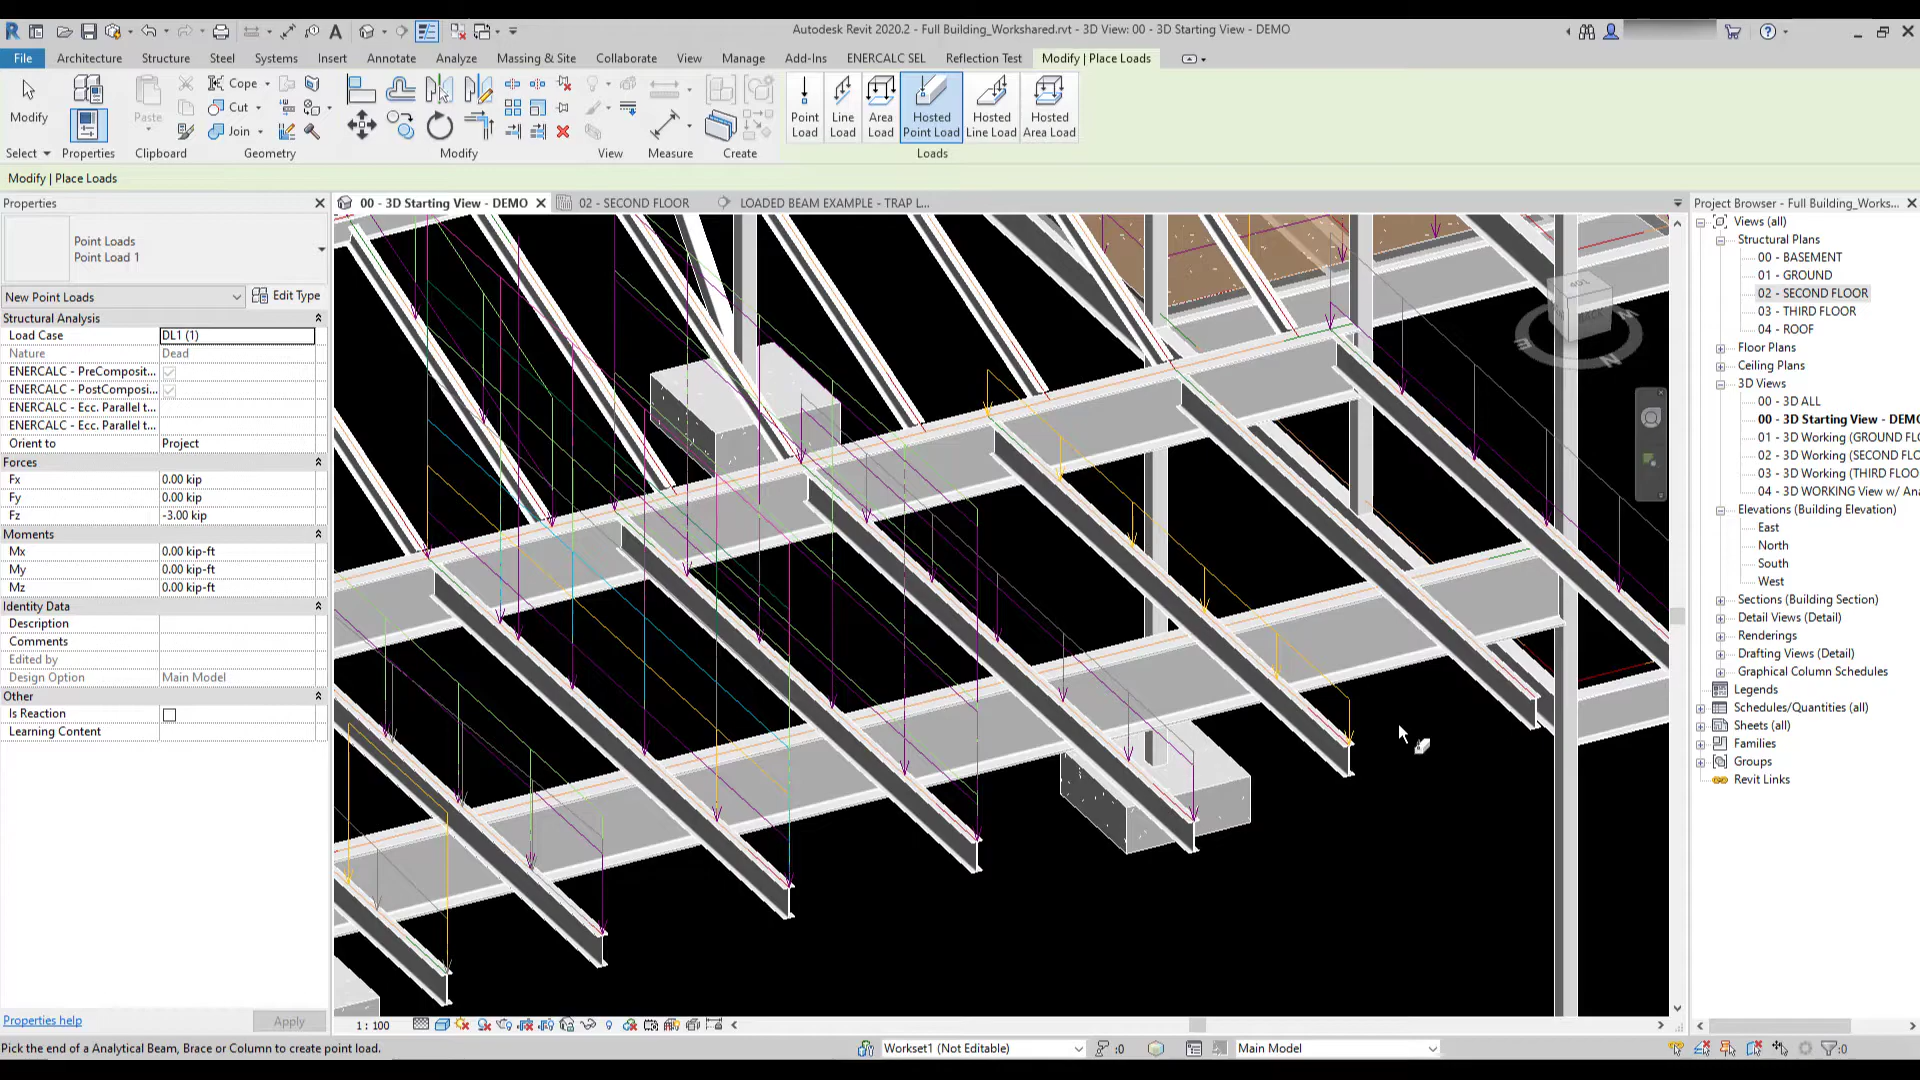 Autodesk Revit 2020.2 - Full Building_Workshared.rvt - 3D View: 00 - 3D Starting View - DEMO
File Architecture Structure Steel Systems Insert Annotate Analyze Massing & Site Collaborate View Manage Add-Ins ENERCALC SEL Reflection Test Modify | Place Loads
Modify
Paste
Cope
Cut
Join
Point Load
Line Load
Area Load
Hosted Point Load
Hosted Line Load
Hosted Area Load
Select Properties Clipboard Geometry Modify View Measure Create Loads
Modify | Place Loads
Properties
00 - 3D Starting View - DEMO
02 - SECOND FLOOR
LOADED BEAM EXAMPLE - TRAP L...
Project Browser - Full Building_Works...
Point Loads
Point Load 1
New Point Loads
Edit Type
Structural Analysis
Load Case DL1 (1)
Nature Dead
ENERCALC - PreComposit...
ENERCALC - PostComposi...
ENERCALC - Ecc. Parallel t...
ENERCALC - Ecc. Parallel t...
Orient to Project
Forces
Fx 0.00 kip
Fy 0.00 kip
Fz -3.00 kip
Moments
Mx 0.00 kip-ft
My 0.00 kip-ft
Mz 0.00 kip-ft
Identity Data
Description
Comments
Edited by
Design Option Main Model
Other
Is Reaction
Learning Content
Properties help
Apply
Views (all)
Structural Plans
00 - BASEMENT
01 - GROUND
02 - SECOND FLOOR
03 - THIRD FLOOR
04 - ROOF
Floor Plans
Ceiling Plans
3D Views
00 - 3D ALL
00 - 3D Starting View - DEMO
01 - 3D Working (GROUND FL
02 - 3D Working (SECOND FLO
03 - 3D Working (THIRD FLOO
04 - 3D WORKING View w/ Ana
Elevations (Building Elevation)
East
North
South
West
Sections (Building Section)
Detail Views (Detail)
Renderings
Drafting Views (Detail)
Graphical Column Schedules
Legends
Schedules/Quantities (all)
Sheets (all)
Families
Groups
Revit Links
1 : 100
Pick the end of a Analytical Beam, Brace or Column to create point load.
Workset1 (Not Editable)
:0
Main Model
:0